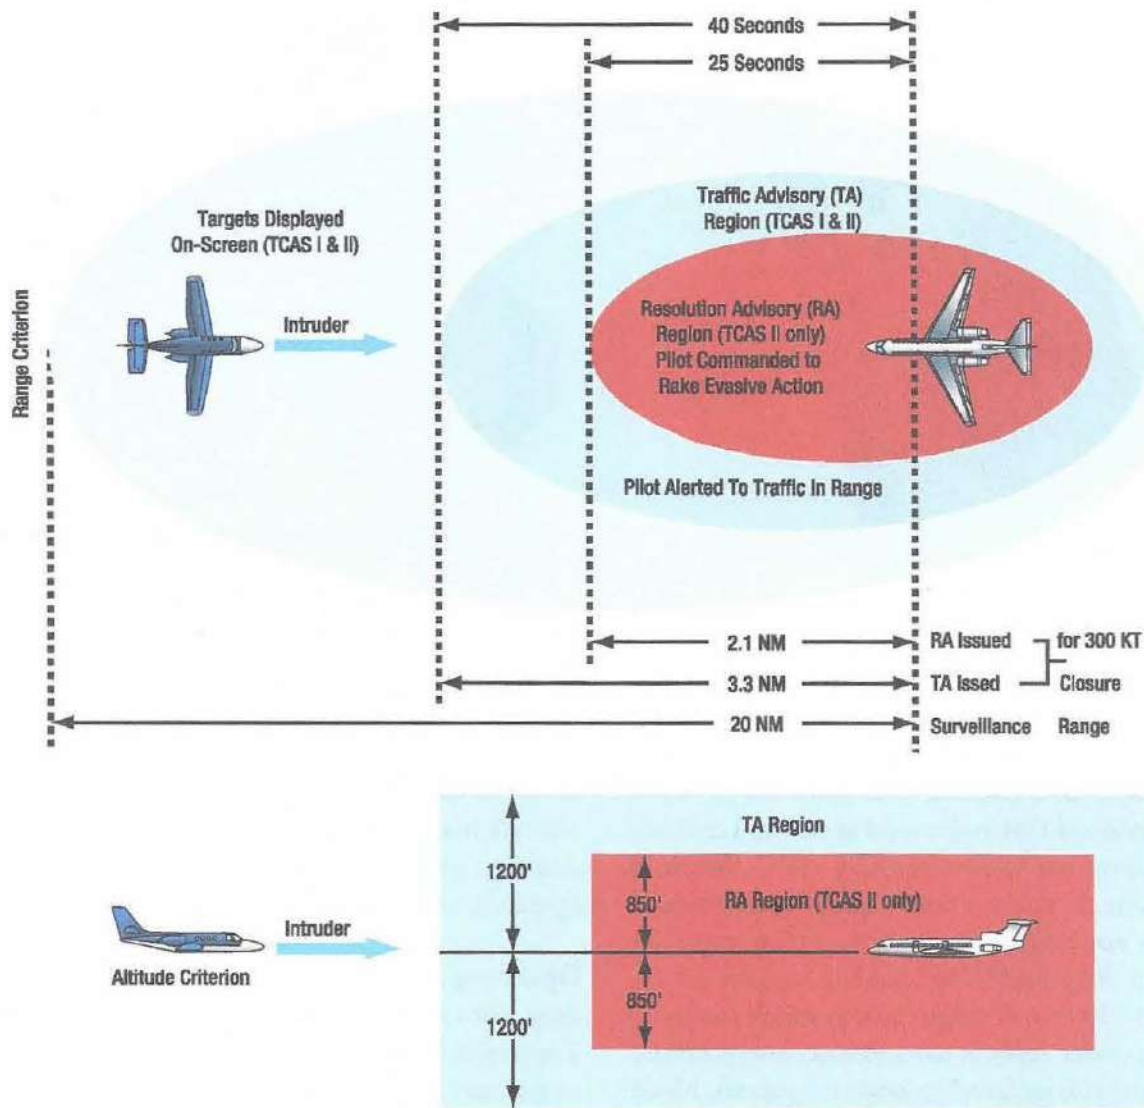 40 Seconds
25 Seconds
Targets Displayed
On-Screen (TCAS I & II)
Traffic Advisory (TA)
Region (TCAS I & II)
Range Criterion
Intruder
Resolution Advisory (RA)
Region (TCAS II only)
Pilot Commanded to
Rake Evasive Action
Pilot Alerted To Traffic In Range
2.1 NM RA Issued for 300 KT
3.3 NM TA Issed Closure
20 NM Surveillance Range
TA Region
1200'
850'
RA Region (TCAS II only)
Intruder
Altitude Criterion
850'
1200'